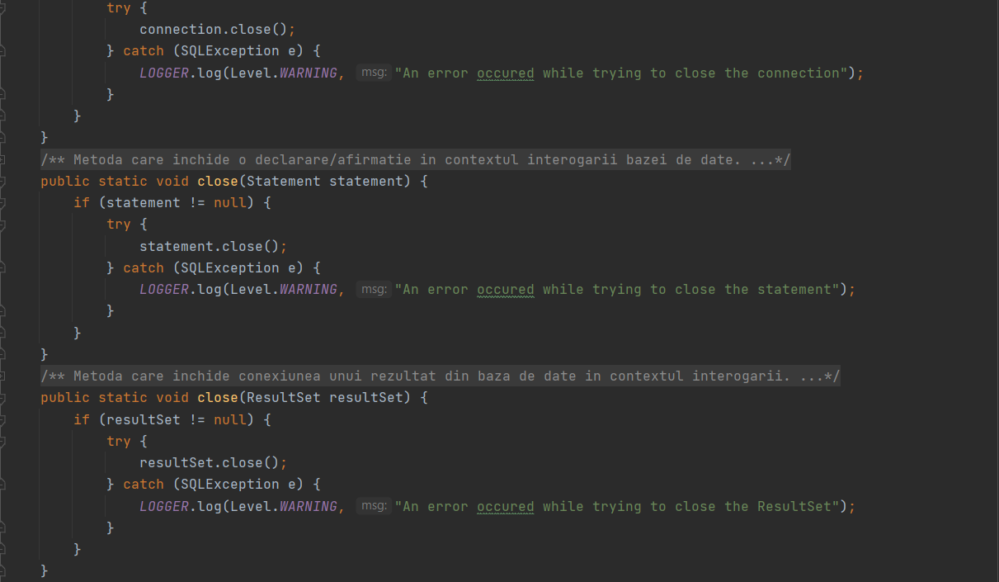 try {
connection.close();
} catch (SQLException e) {
LOGGER.log(Level.WARNING, msg: "An error occured while trying to close the connection");
}
}
}
/** Metoda care inchide o declarare/afirmatie in contextul interogarii bazei de date. ...*/
public static void close(Statement statement) {
if (statement != null) {
try {
statement.close();
} catch (SQLException e) {
LOGGER.log(Level.WARNING, msg: "An error occured while trying to close the statement");
}
}
}
/** Metoda care inchide conexiunea unui rezultat din baza de date in contextul interogarii. ...*/
public static void close(ResultSet resultSet) {
if (resultSet != null) {
try {
resultSet.close();
} catch (SQLException e) {
LOGGER.log(Level.WARNING, msg: "An error occured while trying to close the ResultSet");
}
}
}